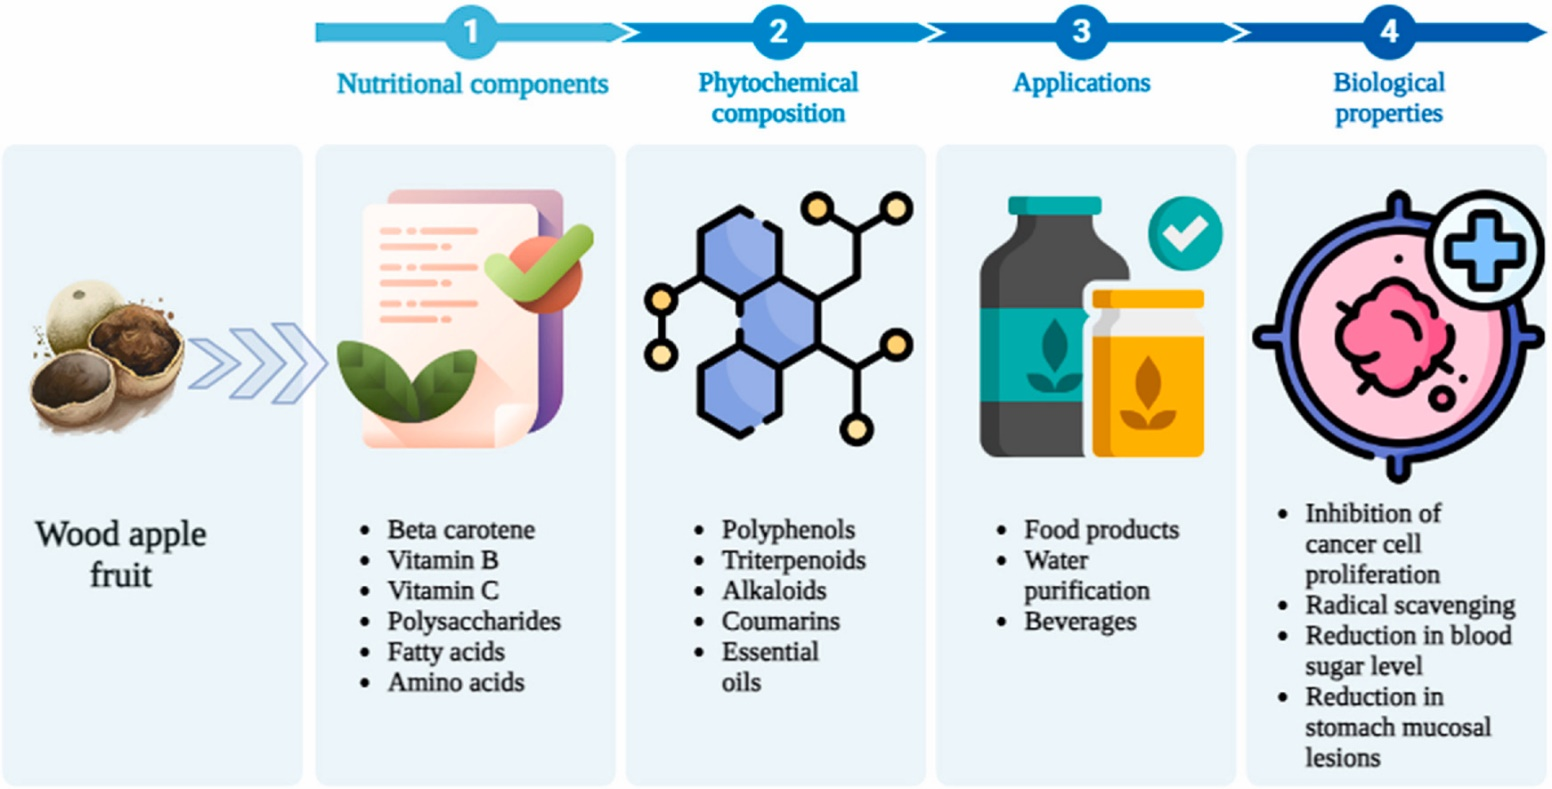 1
Nutritional components
2
Phytochemical
composition
3
Applications
4
Biological
properties
Wood apple
fruit
• Beta carotene
• Vitamin B
• Vitamin C
• Polysaccharides
• Fatty acids
• Amino acids
• Polyphenols
• Triterpenoids
• Alkaloids
• Coumarins
• Essential
oils
• Food products
• Water
purification
• Beverages
• Inhibition of
cancer cell
proliferation
• Radical scavenging
• Reduction in blood
sugar level
• Reduction in
stomach mucosal
lesions